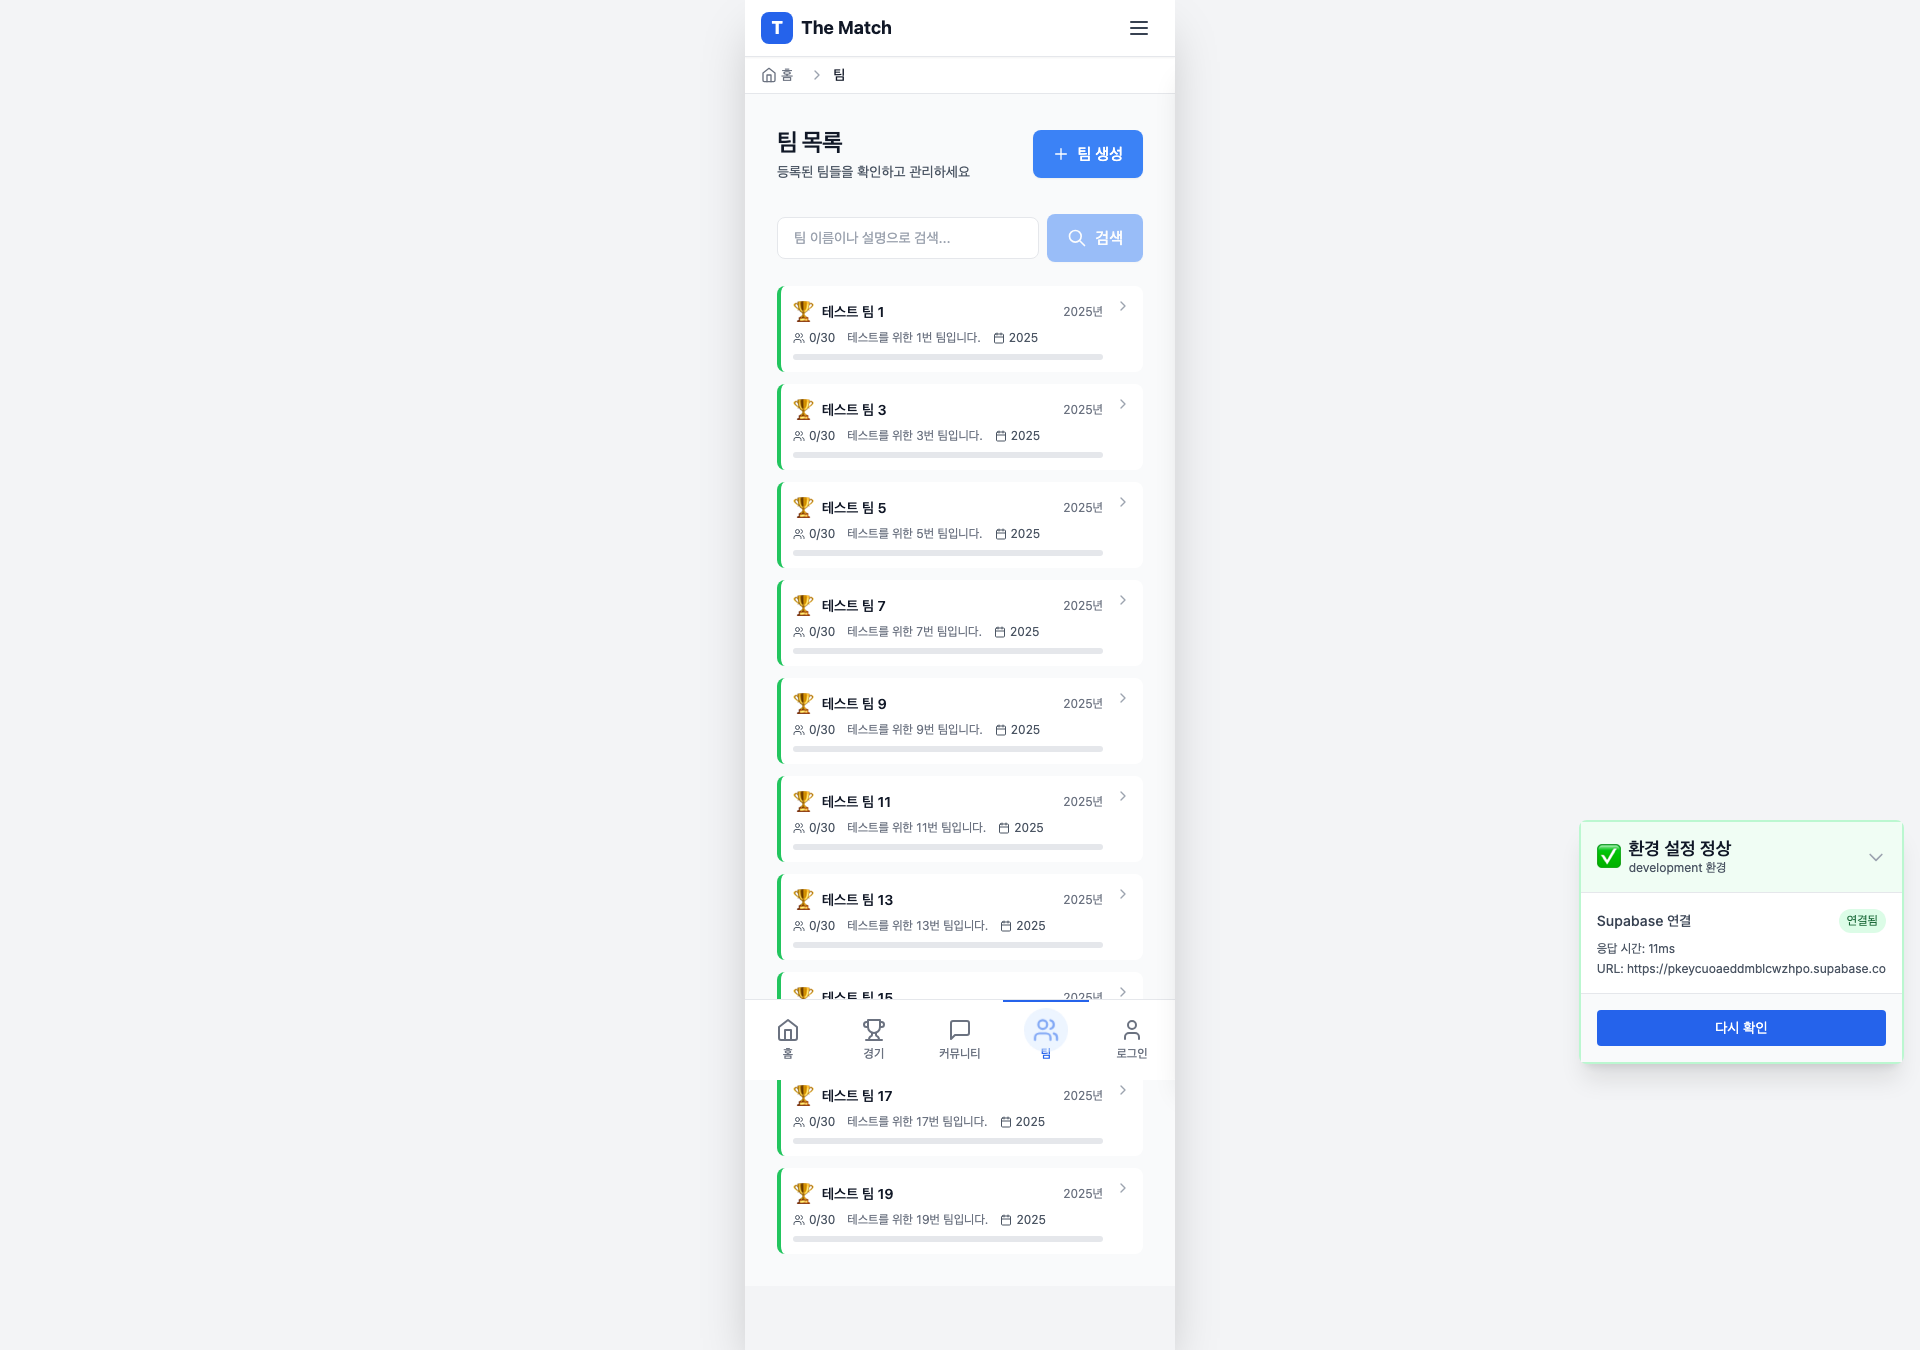 T The Match
홈 팀
팀 목록
등록된 팀들을 확인하고 관리하세요
팀 생성
팀 이름이나 설명으로 검색...
검색
테스트 팀 1 2025년
0/30 테스트를 위한 1번 팀입니다. 2025
테스트 팀 3 2025년
0/30 테스트를 위한 3번 팀입니다. 2025
테스트 팀 5 2025년
0/30 테스트를 위한 5번 팀입니다. 2025
테스트 팀 7 2025년
0/30 테스트를 위한 7번 팀입니다. 2025
테스트 팀 9 2025년
0/30 테스트를 위한 9번 팀입니다. 2025
테스트 팀 11 2025년
0/30 테스트를 위한 11번 팀입니다. 2025
테스트 팀 13 2025년
0/30 테스트를 위한 13번 팀입니다. 2025
테스트 팀 15 2025년
홈 경기 커뮤니티 팀 로그인
테스트 팀 17 2025년
0/30 테스트를 위한 17번 팀입니다. 2025
테스트 팀 19 2025년
0/30 테스트를 위한 19번 팀입니다. 2025
환경 설정 정상
development 환경
Supabase 연결 연결됨
응답 시간: 11ms
URL: https://pkeycuoaeddmblcwzhpo.supabase.co
다시 확인